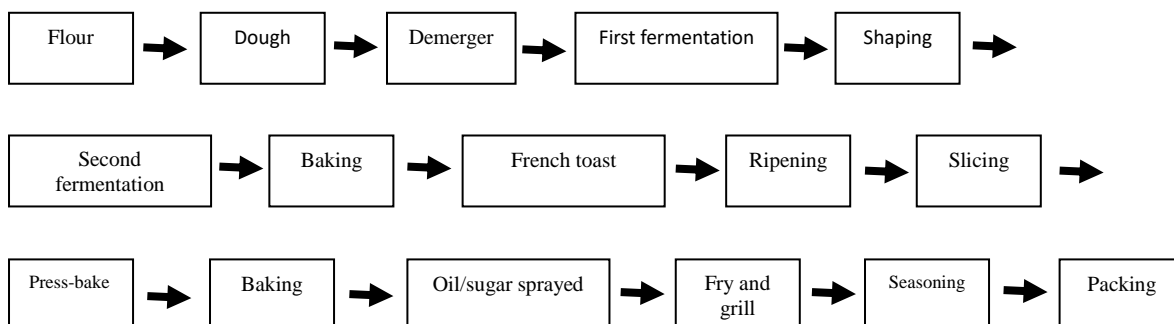 Flour
Dough
Demerger
First fermentation
Shaping
Second
fermentation
Baking
French toast
Ripening
Slicing
Press-bake
Baking
Oil/sugar sprayed
Fry and
grill
Seasoning
Packing